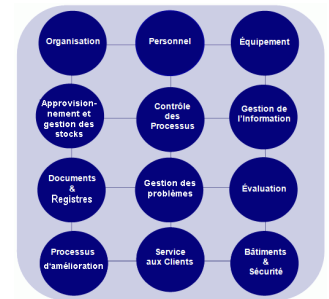 Organisation
Personnel
Équipement
Approvision-
nement et
gestion des
stocks
Contrôle
des
Processus
Gestion de
l'Information
Documents
&
Registres
Gestion des
problèmes
Évaluation
Processus
d'amélioration
Service
aux Clients
Bâtiments
&
Sécurité